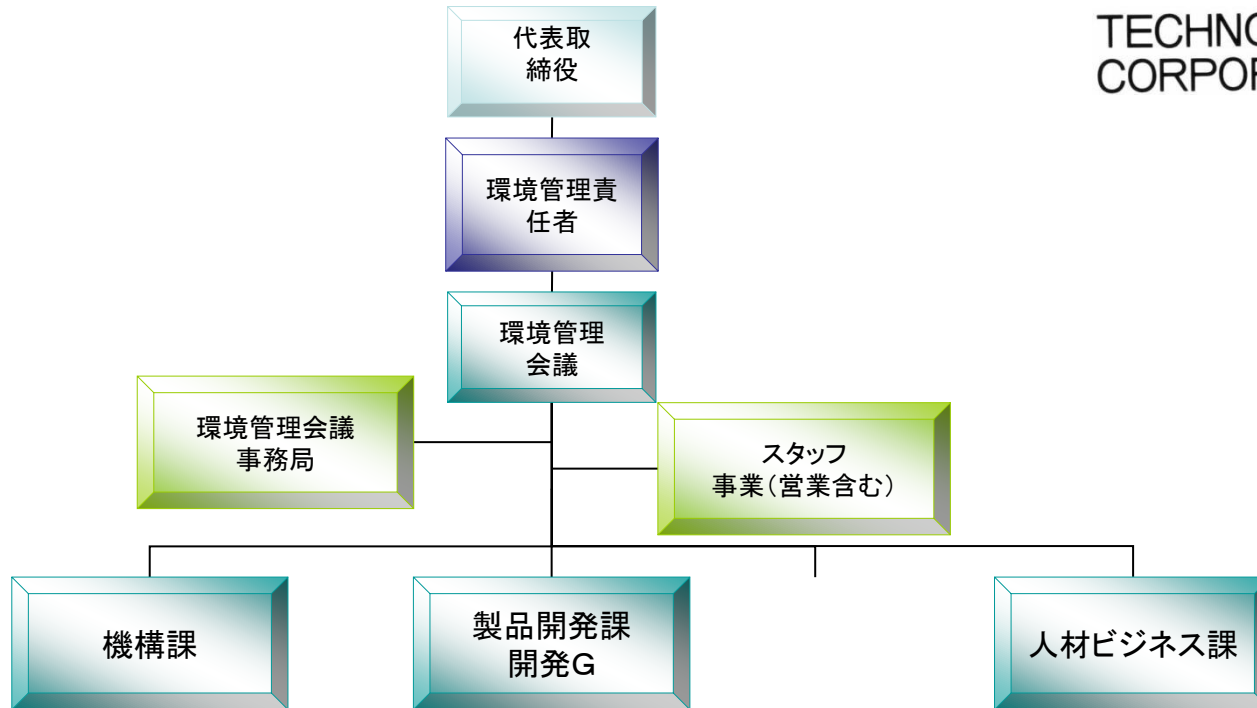 代表取
締役
TECHNO
CORPOR
環境管理責
任者
環境管理
会議
環境管理会議
事務局
スタッフ
事業(営業含む)
機構課
製品開発課
開発G
人材ビジネス課